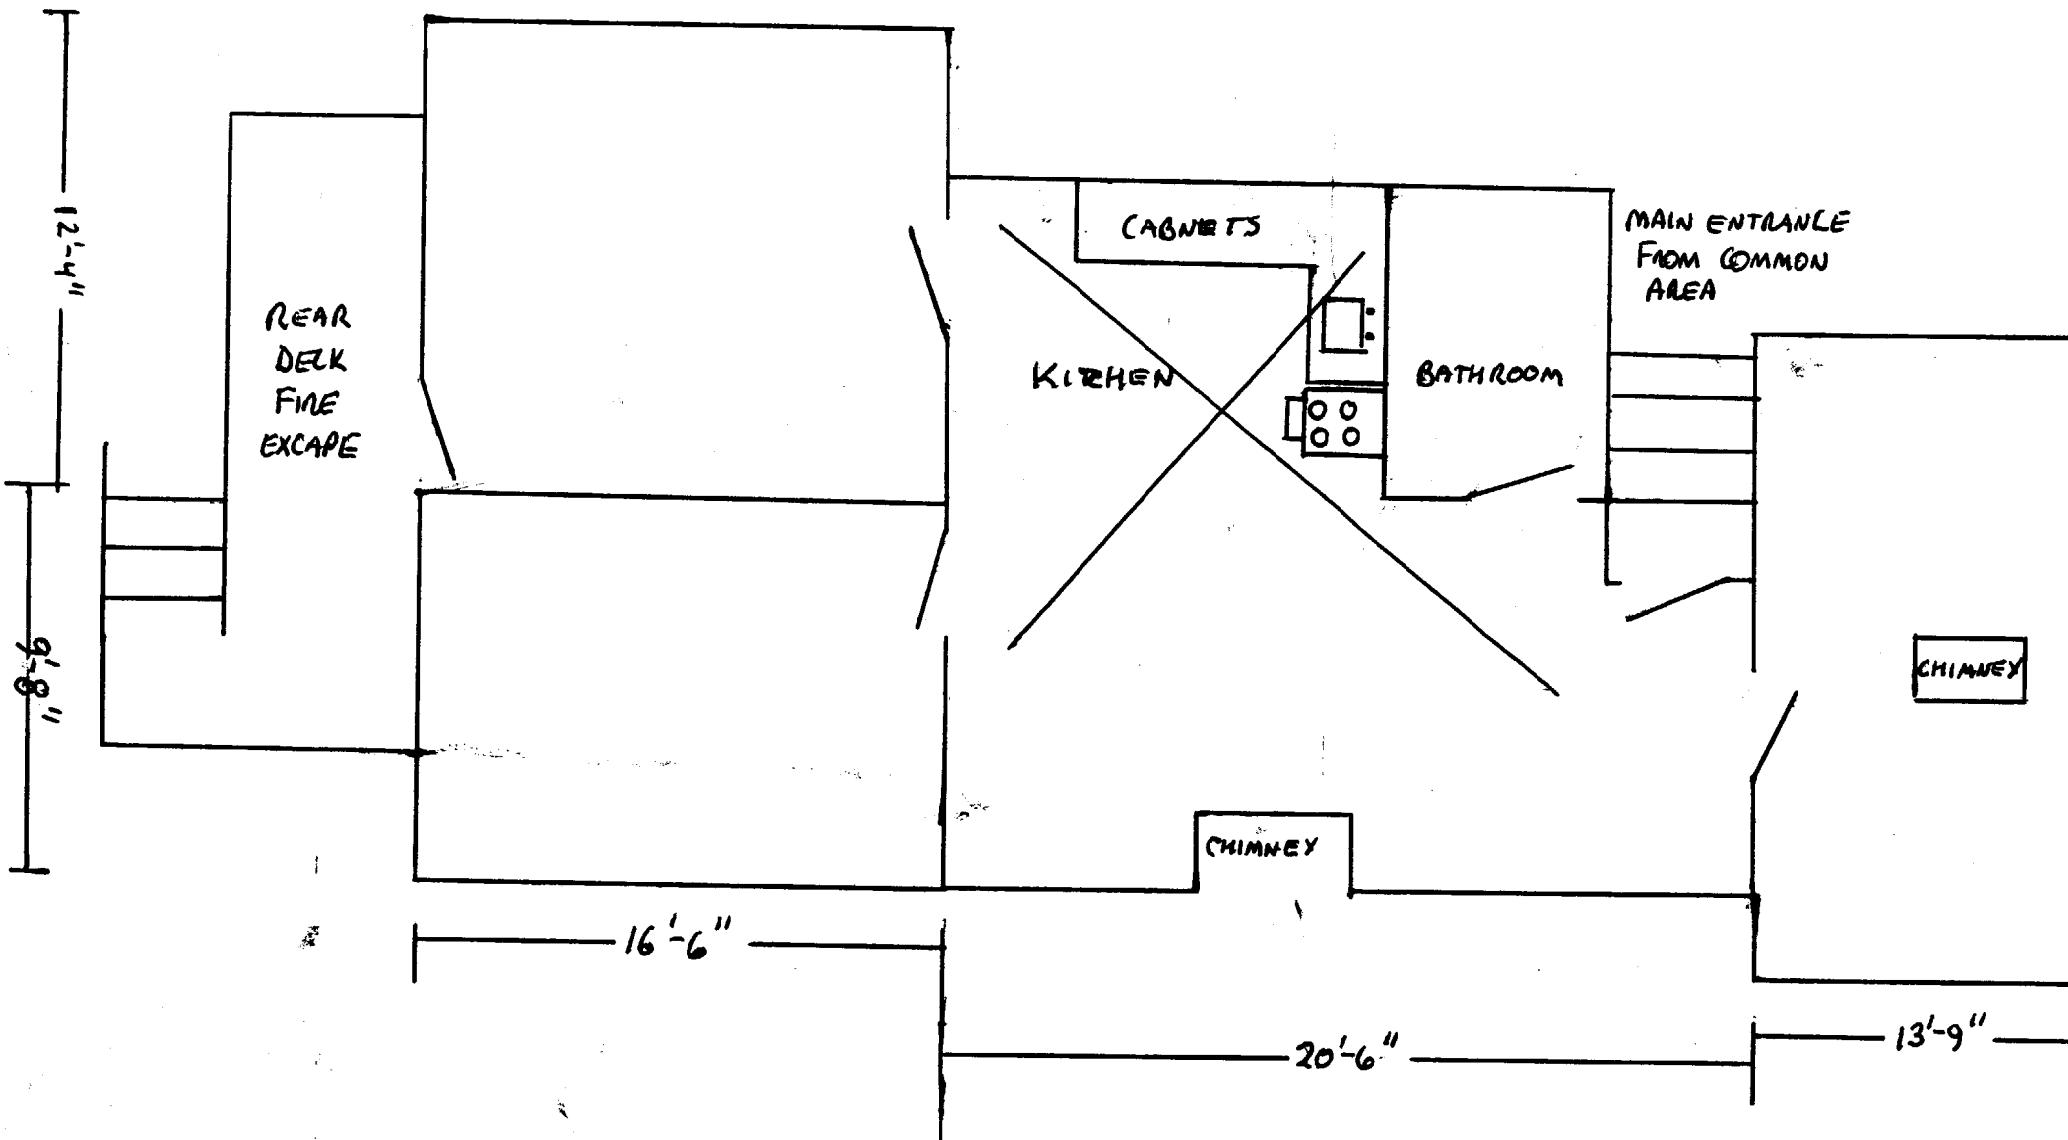 12'-4"
REAR
DECK
FIRE
EXCAPE
9'-8"
CABNETS
KITCHEN
BATHROOM
MAIN ENTRANCE
FROM COMMON
AREA
CHIMNEY
CHIMNEY
16'-6"
20'-6"
13'-9"